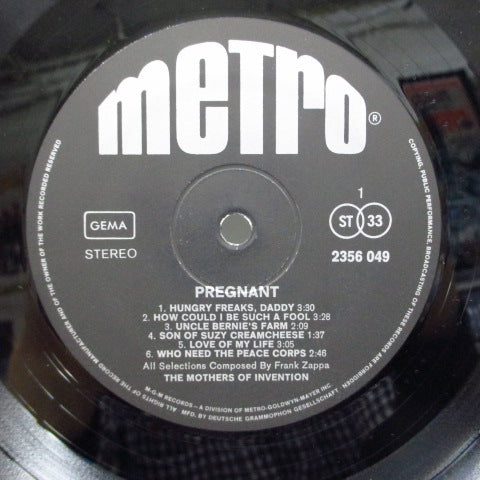 metro®
GEMA
STEREO
1
ST 33
2356 049
PREGNANT
1. HUNGRY FREAKS, DADDY 3:30
2. HOW COULD I BE SUCH A FOOL 3:28
3. UNCLE BERNIE'S FARM 2:09
4. SON OF SUZY CREAMCHEESE 1:37
5. LOVE OF MY LIFE 3:05
6. WHO NEED THE PEACE CORPS 2:46
All Selections Composed By Frank Zappa
THE MOTHERS OF INVENTION
M-G-M RECORDS – A DIVISION OF METRO-GOLDWYN-MAYER INC
MFD. BY DEUTSCHE GRAMMOPHON GESELLSCHAFT
ALL RIGHTS OF THE RECORD MANUFACTURER AND OF THE OWNER OF THE WORK RECORDED RESERVED
COPYING, PUBLIC PERFORMANCE, BROADCASTING OF THESE RECORDS ARE FORBIDDEN